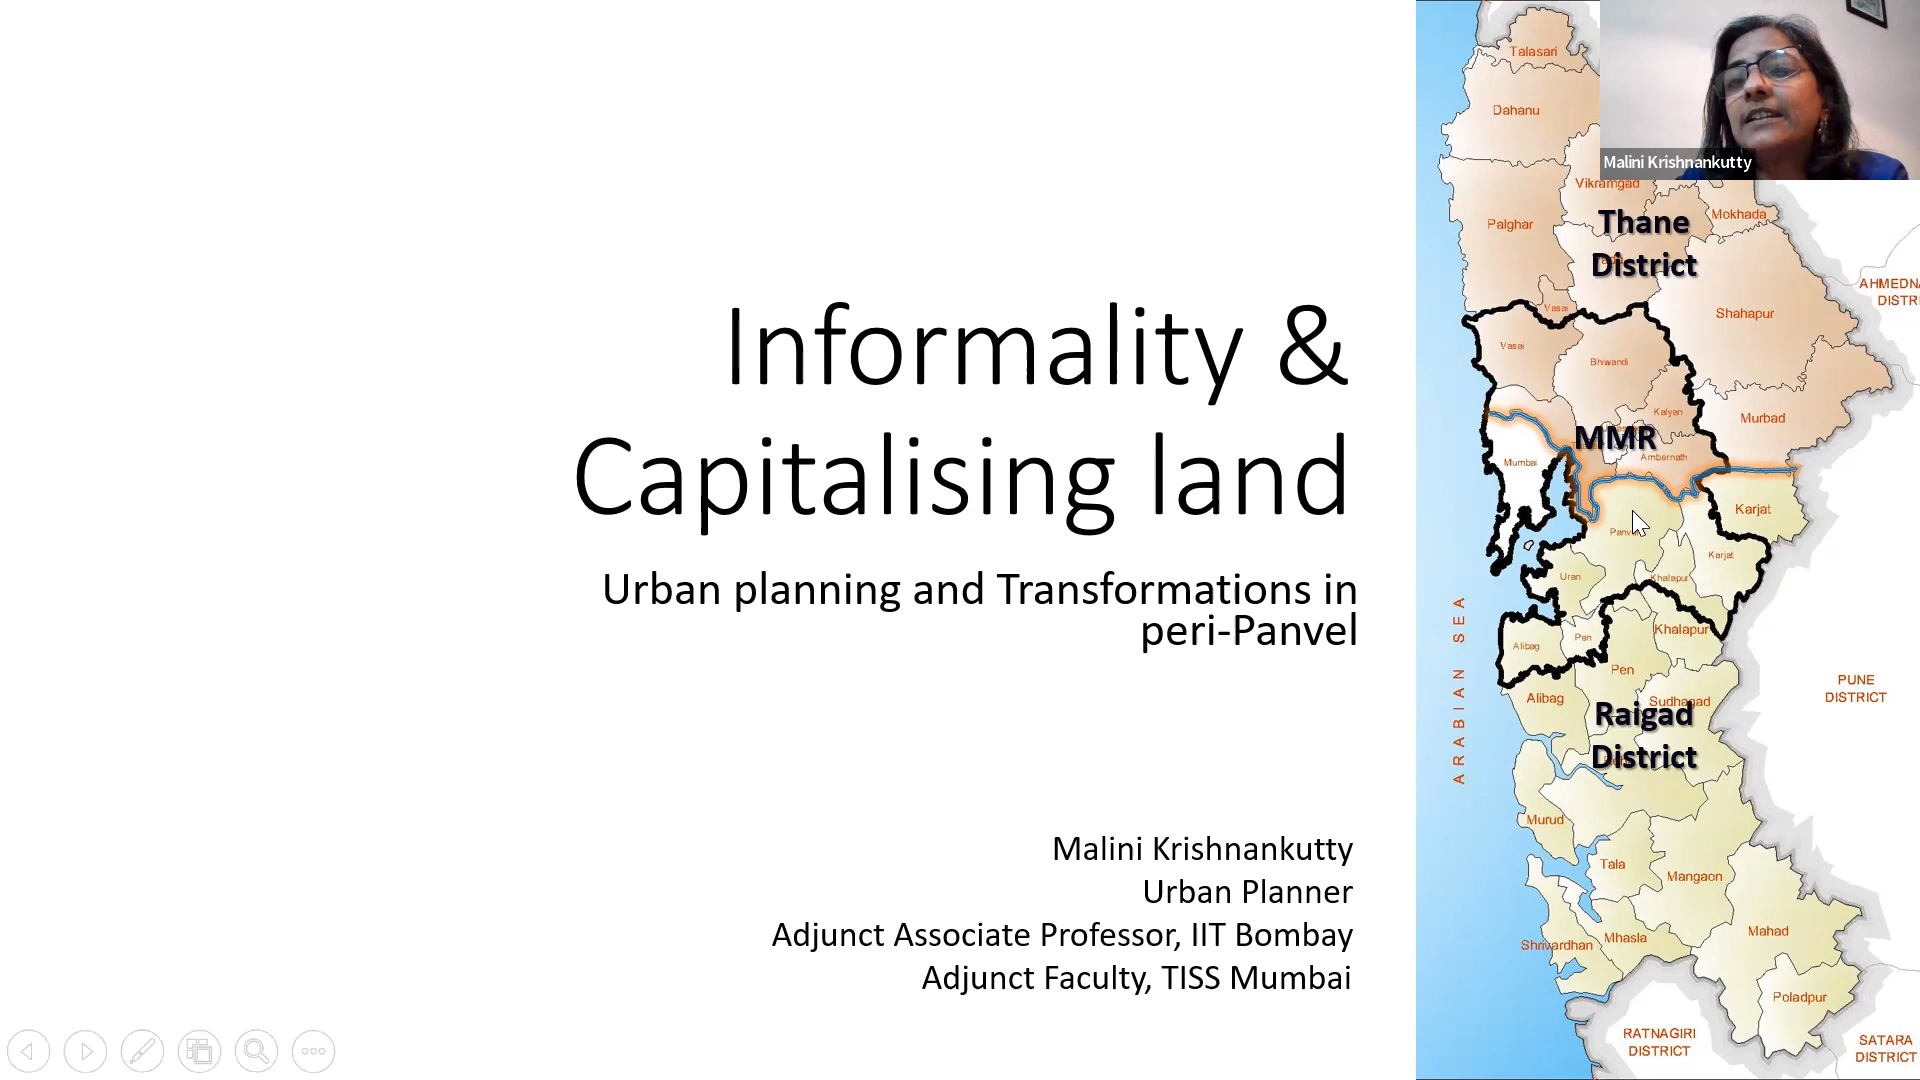 Informality &
Capitalising land
Urban planning and Transformations in
peri-Panvel
Malini Krishnankutty
Urban Planner
Adjunct Associate Professor, IIT Bombay
Adjunct Faculty, TISS Mumbai
Malini Krishnankutty
Talasari
Dahanu
Vikramgad
Palghar
Mokhada
Thane
District
AHMEDNA
DISTRI
Vasai
Shahapur
Vasai
Bhiwandi
Kalyan
Murbad
MMR
Ambernath
Mumbai
Karjat
Karjat
Uran
Khalapur
ARABIAN SEA
Khalapur
Pen
Alibag
Pen
PUNE
DISTRICT
Alibag
Sudhagad
Raigad
District
Murud
Tala
Mangaon
Mahad
Mhasla
Shrivardhan
Poladpur
RATNAGIRI
DISTRICT
SATARA
DISTRICT